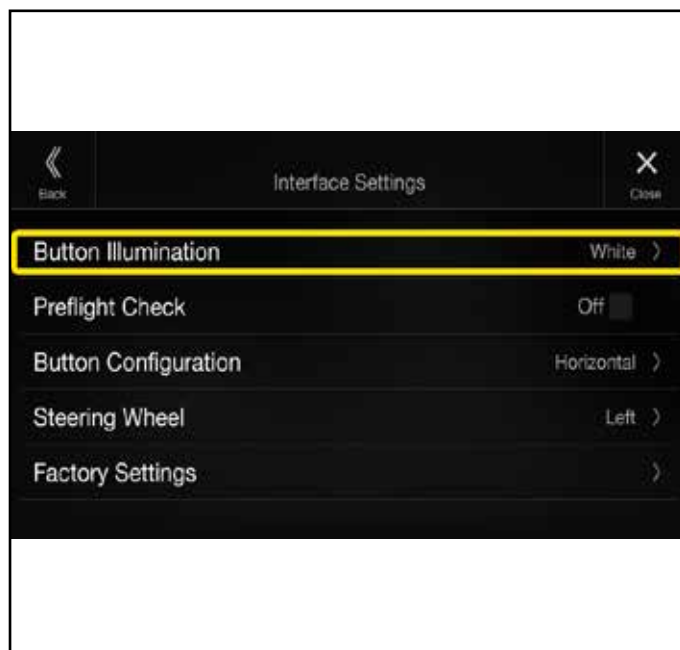 Back
Interface Settings
Close
Button Illumination White
Preflight Check Off
Button Configuration Horizontal
Steering Wheel Left
Factory Settings